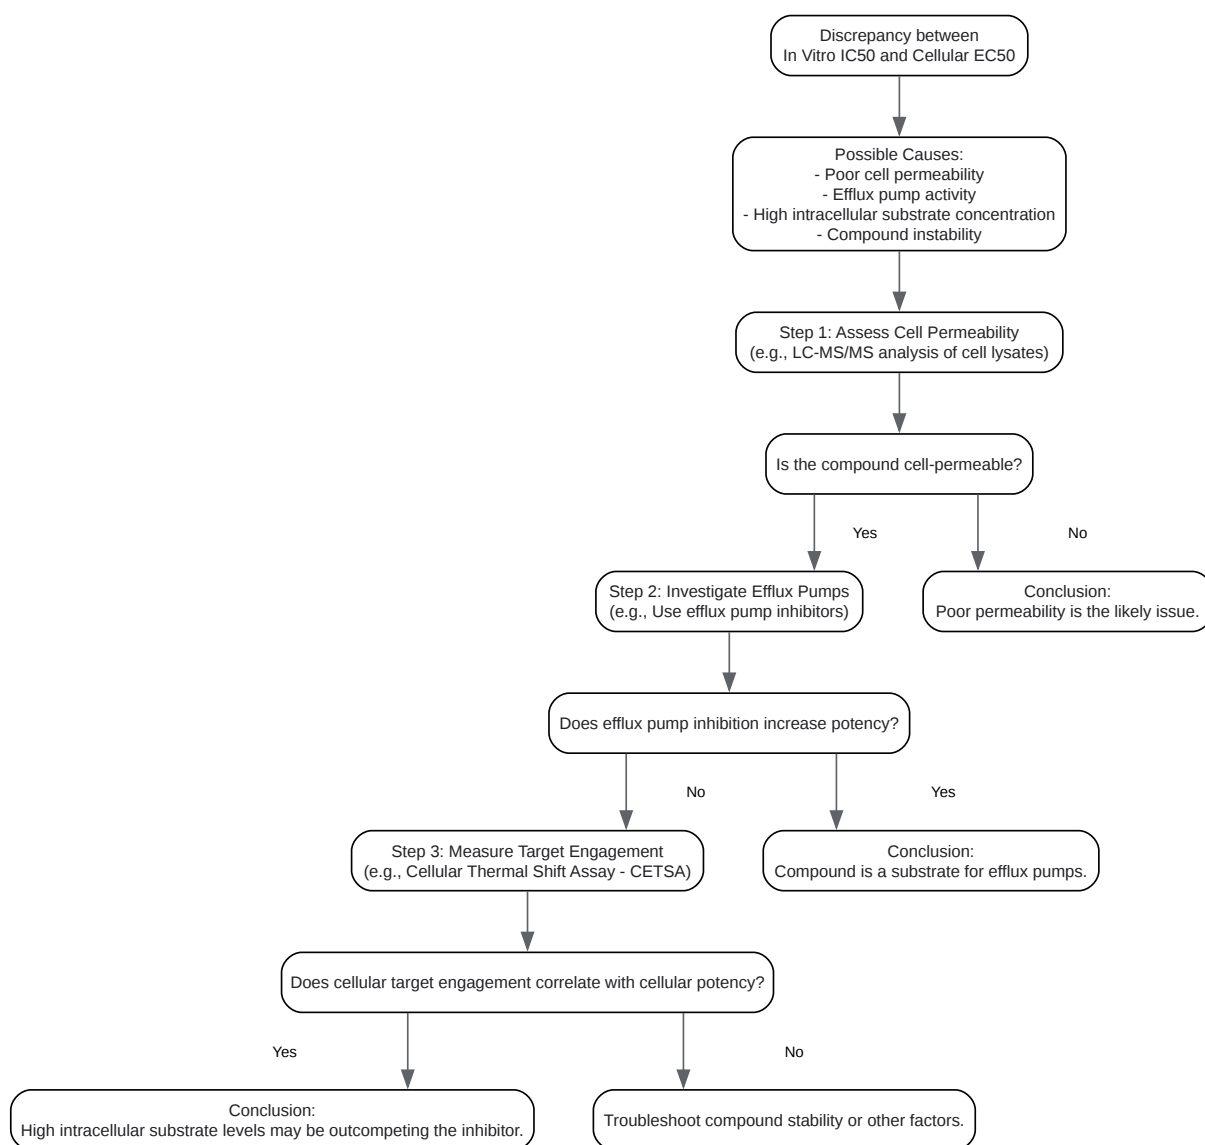 Discrepancy between
In Vitro IC50 and Cellular EC50
Possible Causes:
- Poor cell permeability
- Efflux pump activity
- High intracellular substrate concentration
- Compound instability
Step 1: Assess Cell Permeability
(e.g., LC-MS/MS analysis of cell lysates)
Is the compound cell-permeable?
Yes
No
Step 2: Investigate Efflux Pumps
(e.g., Use efflux pump inhibitors)
Conclusion:
Poor permeability is the likely issue.
Does efflux pump inhibition increase potency?
No
Yes
Step 3: Measure Target Engagement
(e.g., Cellular Thermal Shift Assay - CETSA)
Conclusion:
Compound is a substrate for efflux pumps.
Does cellular target engagement correlate with cellular potency?
Yes
No
Conclusion:
High intracellular substrate levels may be outcompeting the inhibitor.
Troubleshoot compound stability or other factors.